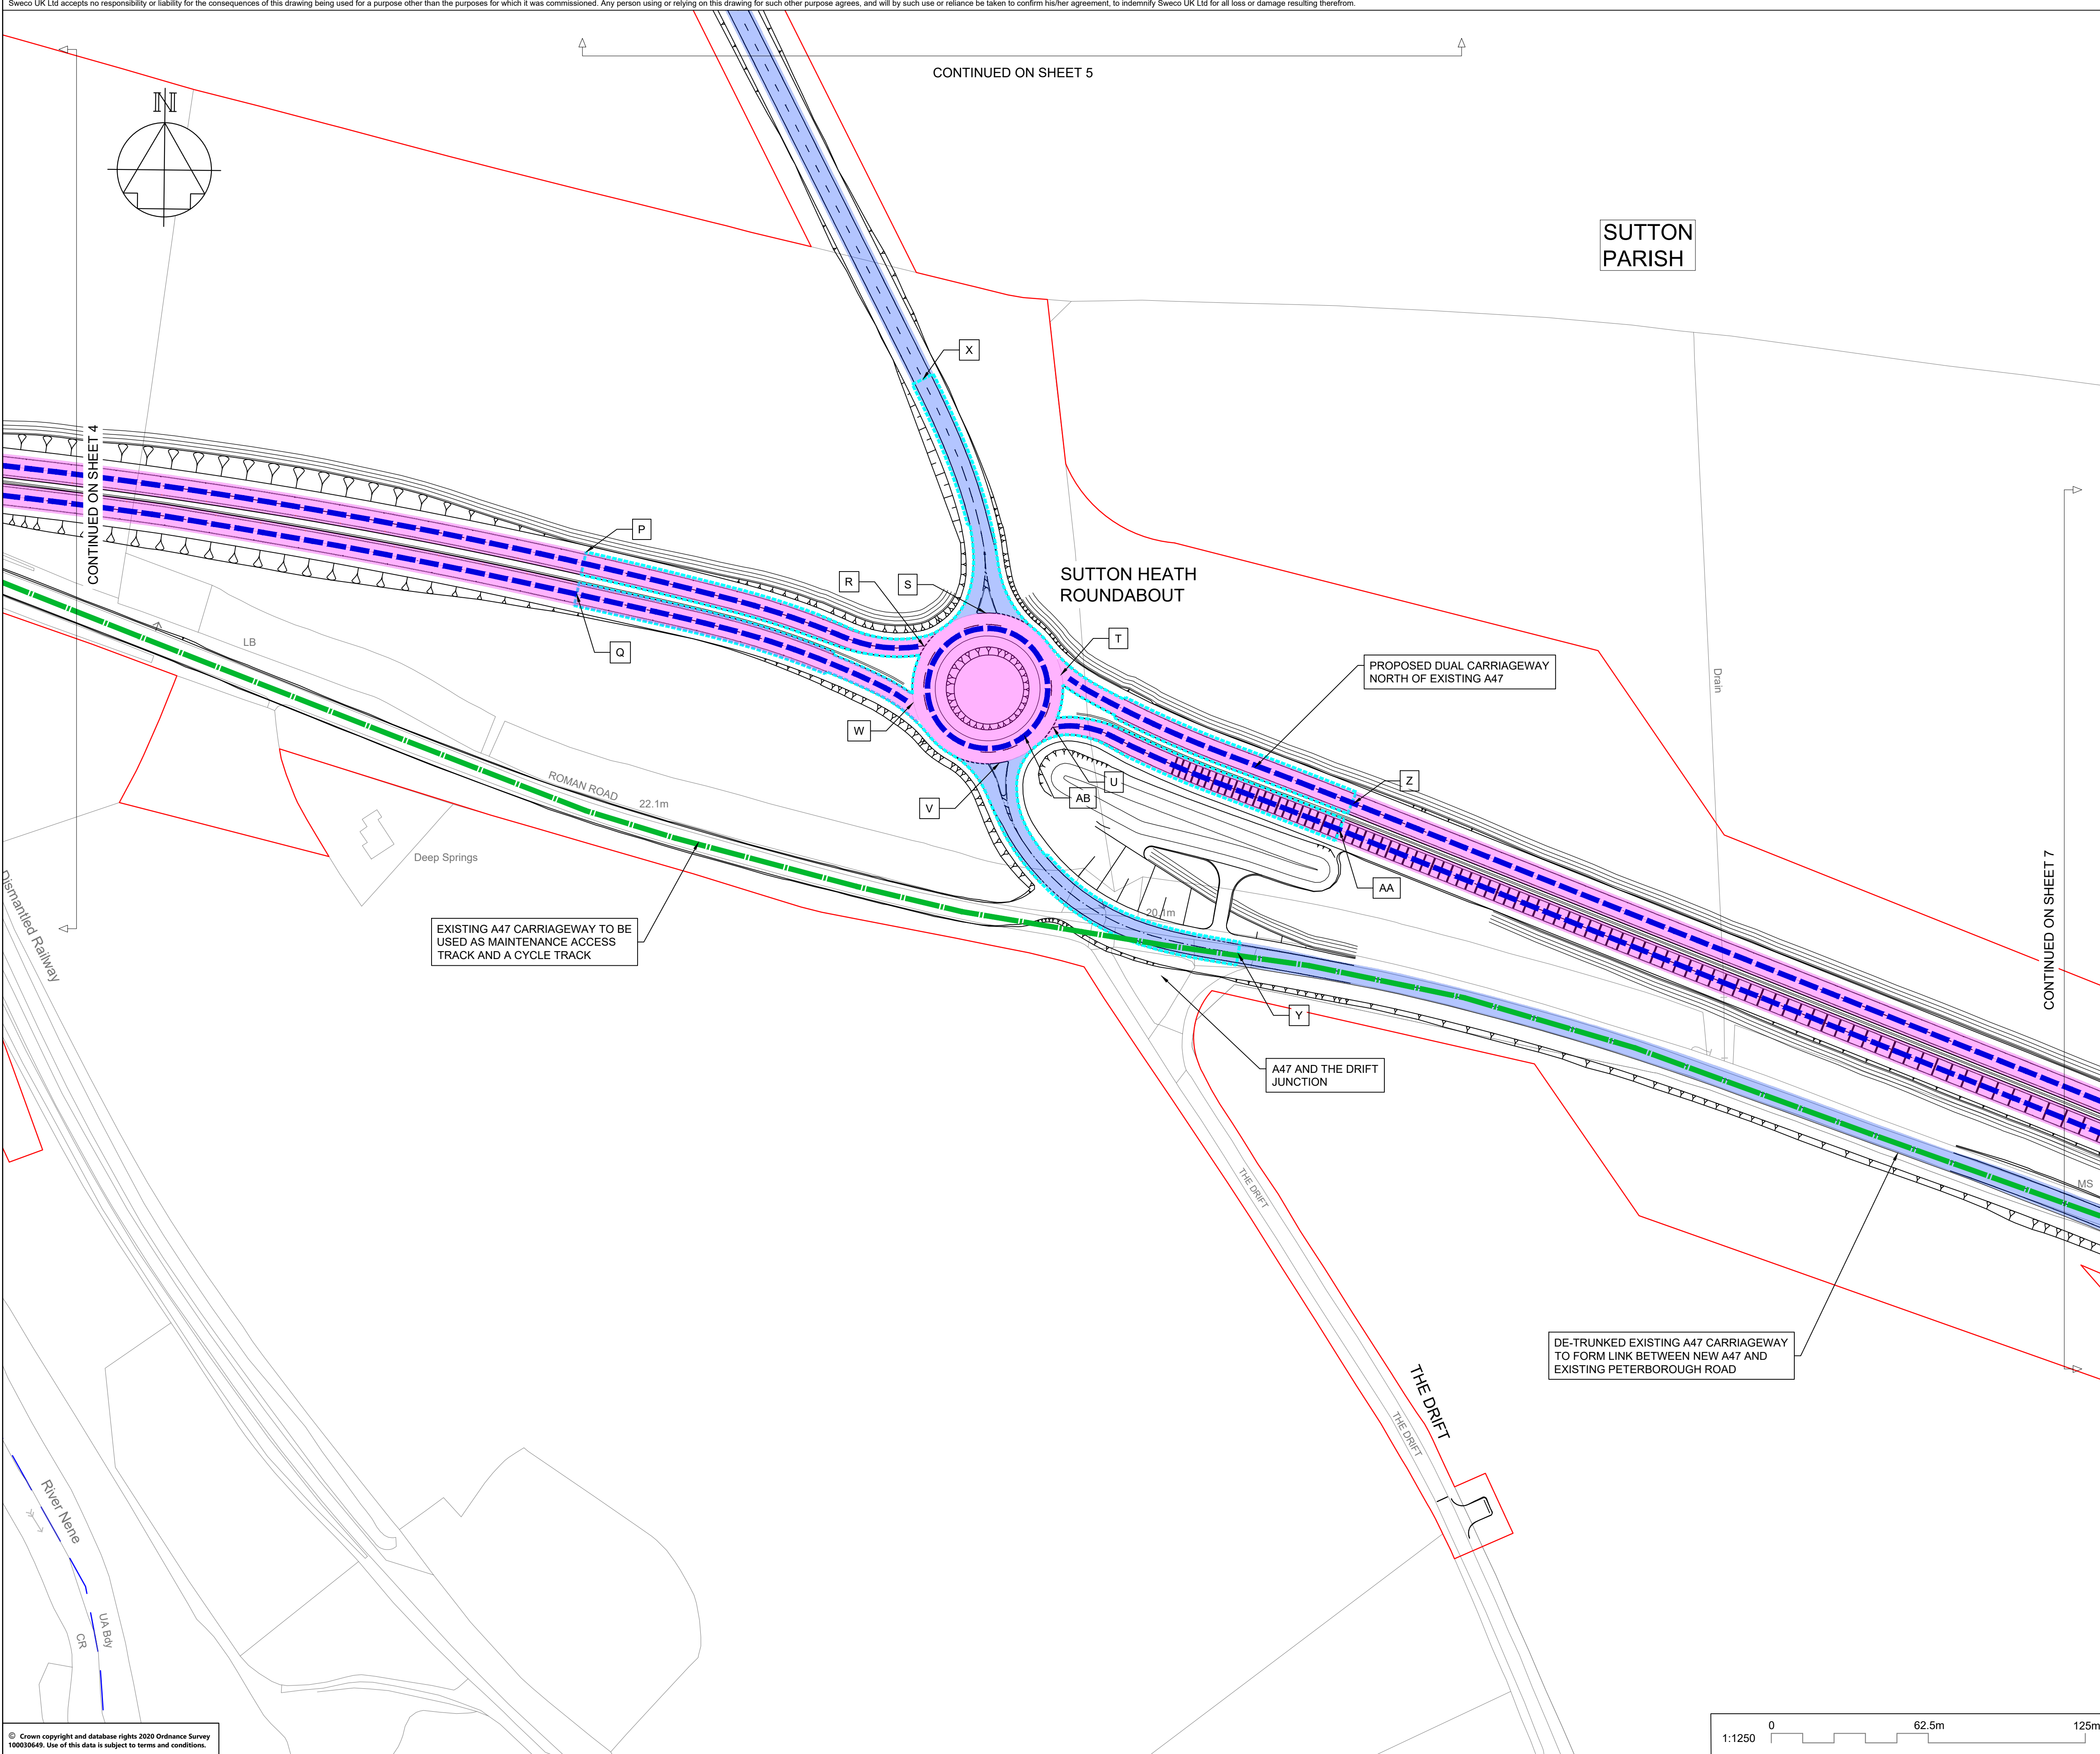 Sweco UK Ltd accepts no responsibility or liability for the consequences of this drawing being used for a purpose other than the purposes for which it was commissioned. Any person using or relying on this drawing for such other purpose agrees, and will by such use or reliance be taken to confirm his/her agreement, to indemnify Sweco UK Ltd for all loss or damage resulting therefrom.
CONTINUED ON SHEET 5
N
SUTTON
PARISH
X
CONTINUED ON SHEET 4
P
R
S
SUTTON HEATH
ROUNDABOUT
T
LB
Q
PROPOSED DUAL CARRIAGEWAY
NORTH OF EXISTING A47
Drain
W
ROMAN ROAD
22.1m
V
AB
U
Z
Deep Springs
AA
CONTINUED ON SHEET 7
Dismantled Railway
20.1m
EXISTING A47 CARRIAGEWAY TO BE
USED AS MAINTENANCE ACCESS
TRACK AND A CYCLE TRACK
Y
A47 AND THE DRIFT
JUNCTION
THE DRIFT
MS
DE-TRUNKED EXISTING A47 CARRIAGEWAY
TO FORM LINK BETWEEN NEW A47 AND
EXISTING PETERBOROUGH ROAD
THE DRIFT
THE DRIFT
River Nene
UA Bdy
CR
© Crown copyright and database rights 2020 Ordnance Survey
100030649. Use of this data is subject to terms and conditions.
1:1250
0
62.5m
125m